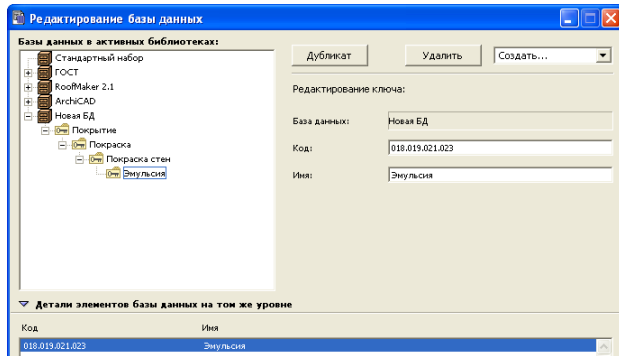 Редактирование базы данных
Базы данных в активных библиотеках:
Стандартный набор
ГОСТ
RoofMaker 2.1
ArchiCAD
Новая БД
Покрытие
Покраска
Покраска стен
Эмульсия
Дубликат
Удалить
Создать...
Редактирование ключа:
База данных: Новая БД
Код: 018.019.021.023
Имя: Эмульсия
Детали элементов базы данных на том же уровне
Код Имя
018.019.021.023 Эмульсия